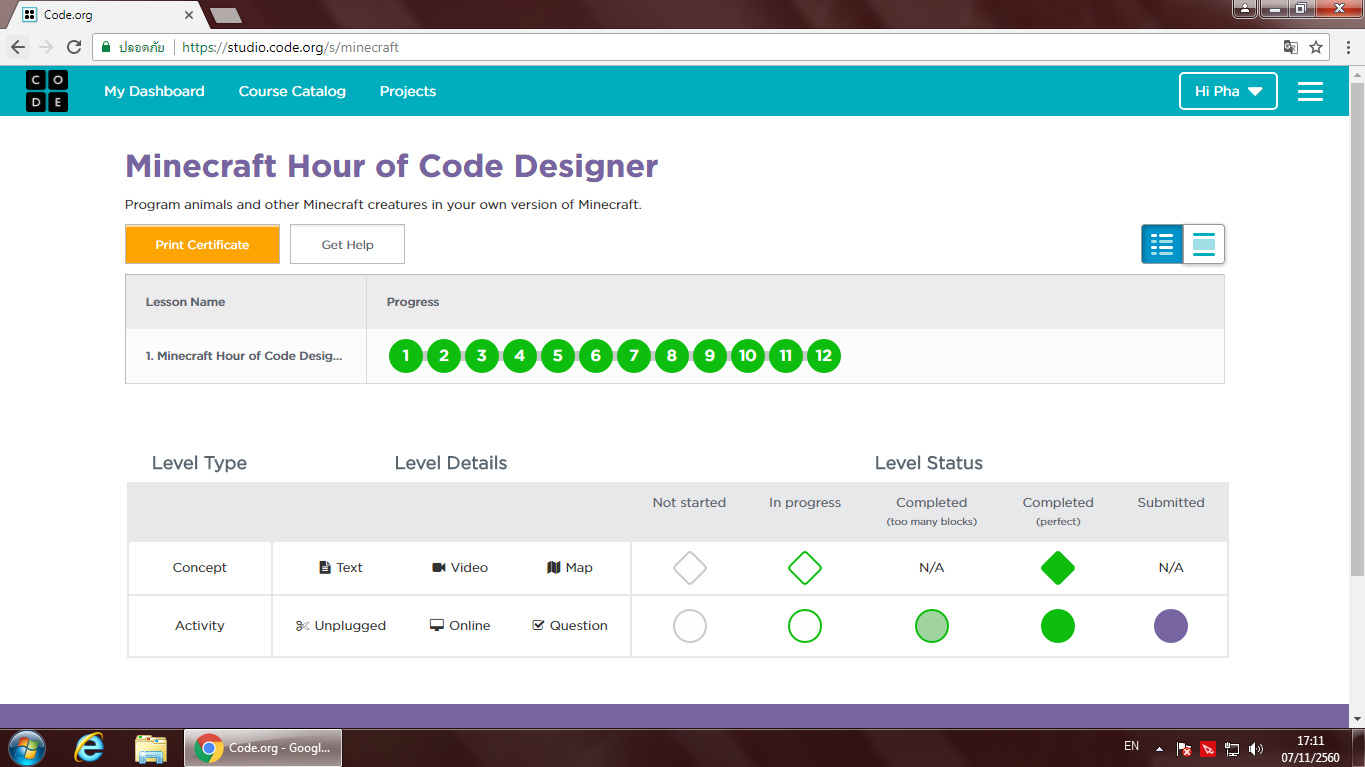 Code.org
ปลอดภัย https://studio.code.org/s/minecraft
C O
D E
My Dashboard Course Catalog Projects Hi Pha
Minecraft Hour of Code Designer
Program animals and other Minecraft creatures in your own version of Minecraft.
Print Certificate Get Help
Lesson Name Progress
1. Minecraft Hour of Code Desig... 1 2 3 4 5 6 7 8 9 10 11 12
Level Type Level Details Level Status
Not started In progress Completed Completed Submitted
(too many blocks) (perfect)
Concept Text Video Map N/A N/A
Activity Unplugged Online Question
Code.org - Googl...
EN
17:11
07/11/2560